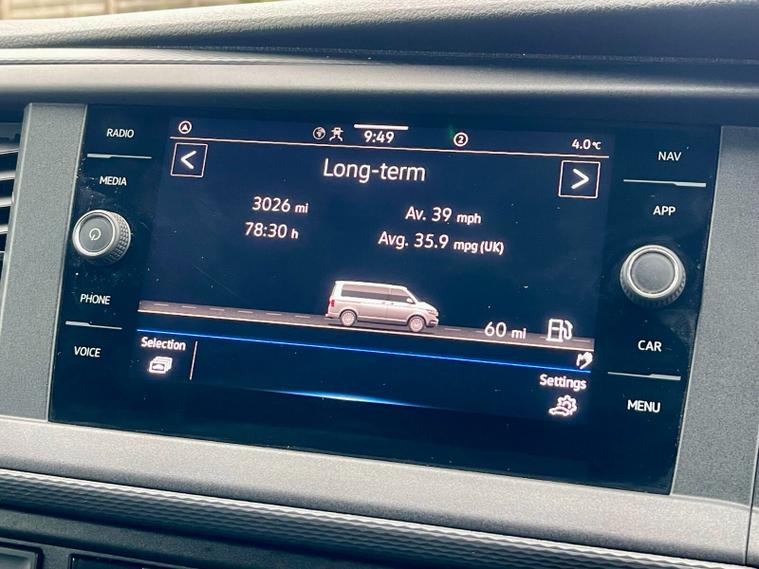 RADIO
MEDIA
PHONE
VOICE
9:49
2
4.0°C
<
Long-term
>
3026 mi
Av. 39 mph
78:30 h
Avg. 35.9 mpg (UK)
60 mi
Selection
Settings
NAV
APP
CAR
MENU